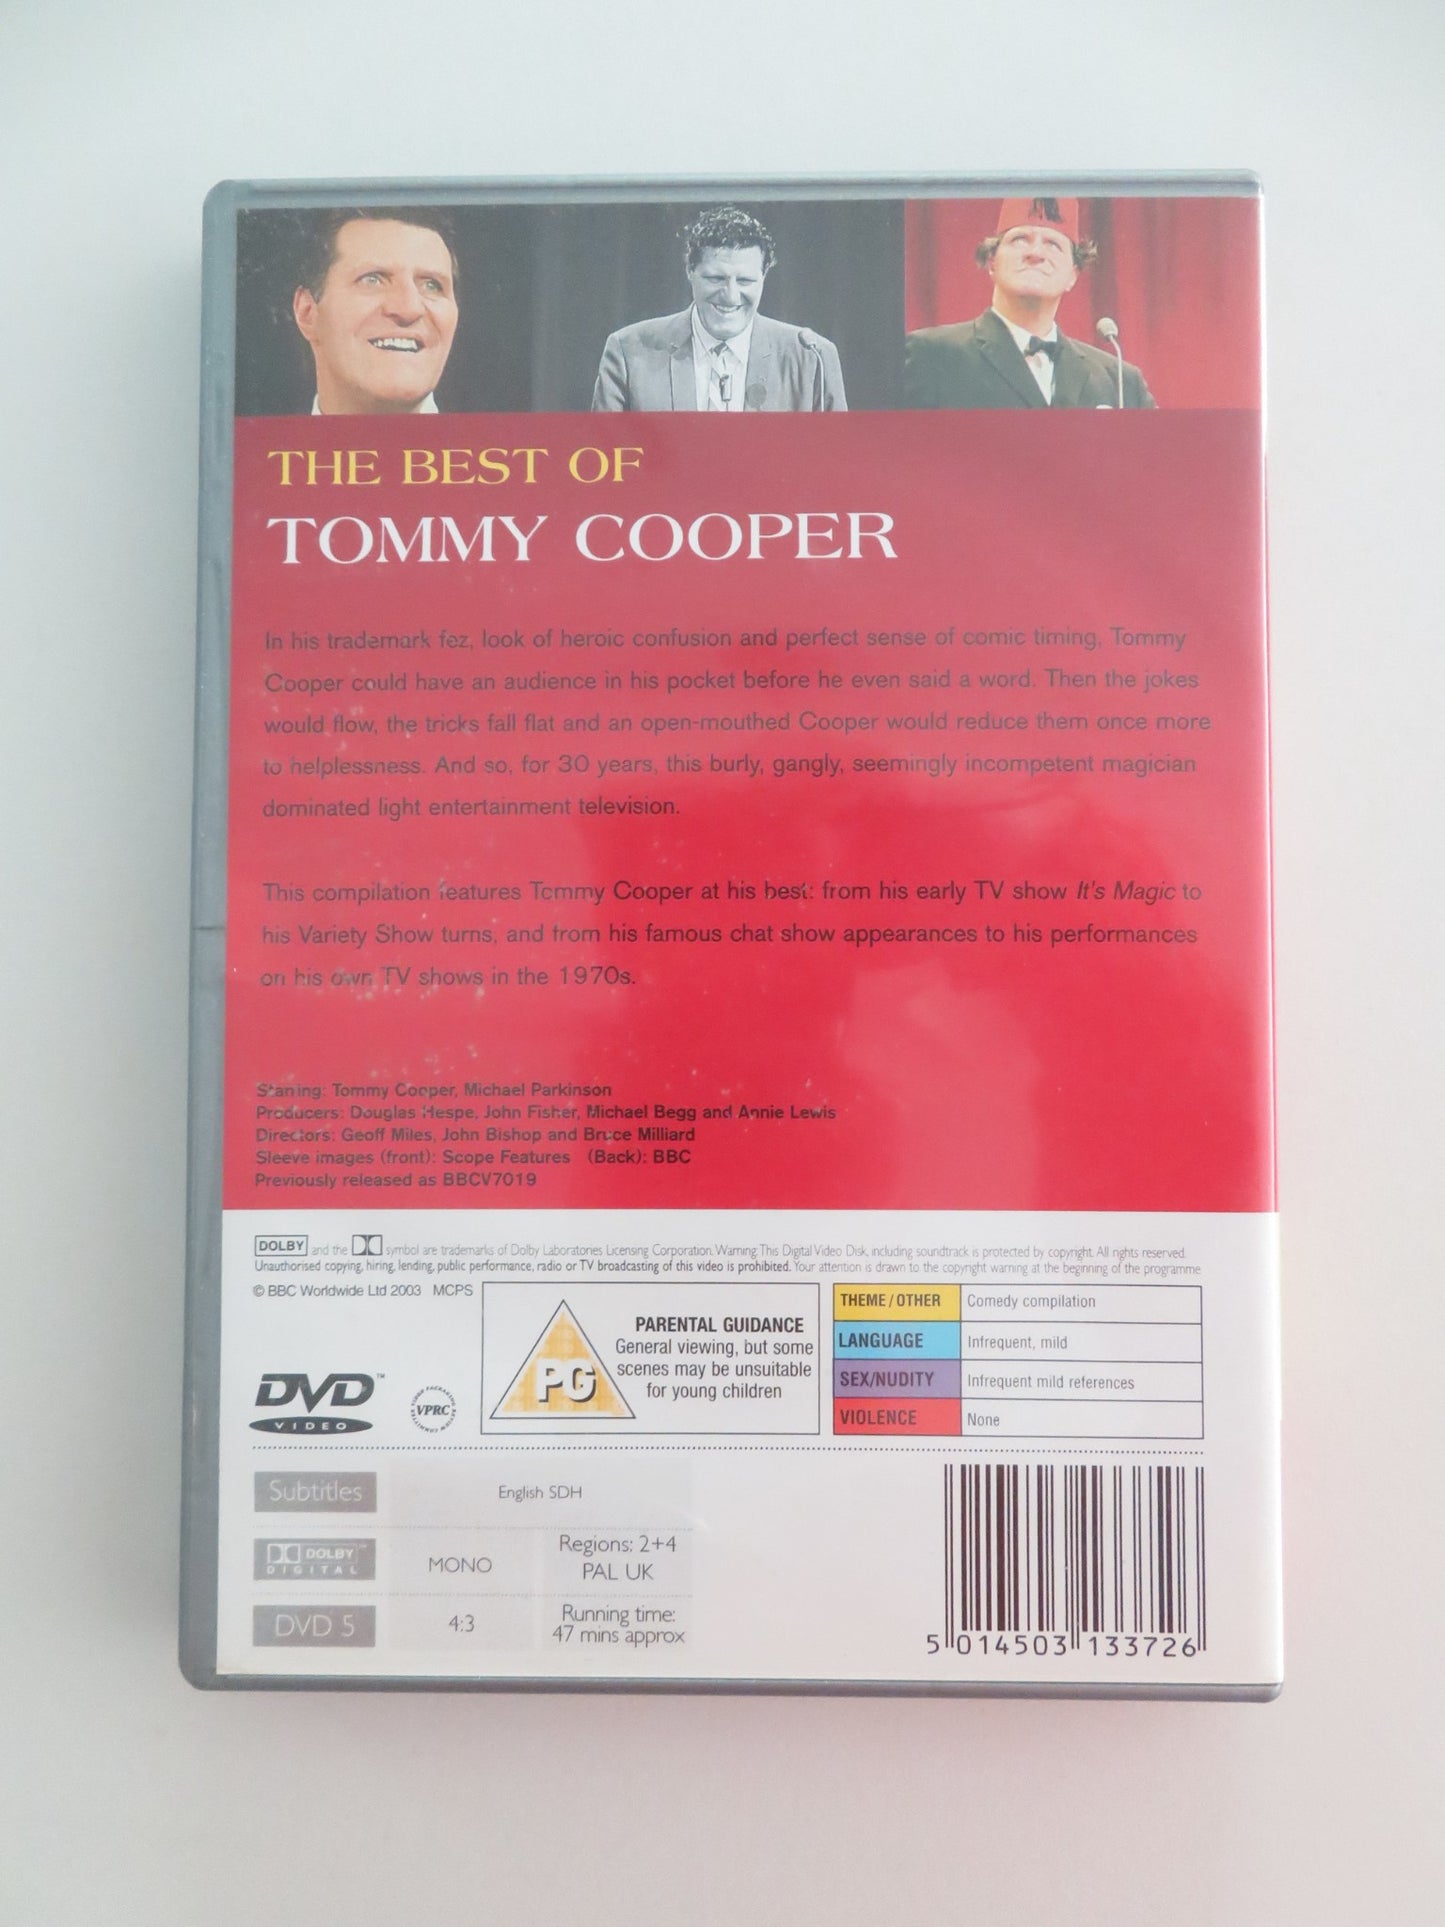 THE BEST OF
TOMMY COOPER
In his trademark fez, look of heroic confusion and perfect sense of comic timing, Tommy
Cooper could have an audience in his pocket before he even said a word. Then the jokes
would flow, the tricks fall flat and an open-mouthed Cooper would reduce them once more
to helplessness. And so, for 30 years, this burly, gangly, seemingly incompetent magician
dominated light entertainment television.
This compilation features Tommy Cooper at his best: from his early TV show It's Magic to
his Variety Show turns, and from his famous chat show appearances to his performances
on his own TV shows in the 1970s.
Starring: Tommy Cooper, Michael Parkinson
Producers: Douglas Hespe, John Fisher, Michael Begg and Annie Lewis
Directors: Geoff Miles, John Bishop and Bruce Milliard
Sleeve images (front): Scope Features (Back): BBC
Previously released as BBCV7019
DOLBY and the symbol are trademarks of Dolby Laboratories Licensing Corporation. Warning: This Digital Video Disk, including soundtrack is protected by copyright. All rights reserved.
Unauthorised copying, hiring, lending, public performance, radio or TV broadcasting of this video is prohibited. Your attention is drawn to the copyright warning at the beginning of the programme
© BBC Worldwide Ltd 2003 MCPS
DVD™
VIDEO
VPRC
PG
PARENTAL GUIDANCE
General viewing, but some
scenes may be unsuitable
for young children
THEME/OTHER Comedy compilation
LANGUAGE Infrequent, mild
SEX/NUDITY Infrequent mild references
VIOLENCE None
Subtitles English SDH
DOLBY™
DIGITAL
MONO
Regions: 2+4
PAL UK
DVD 5
4:3
Running time:
47 mins approx
5 014503 133726